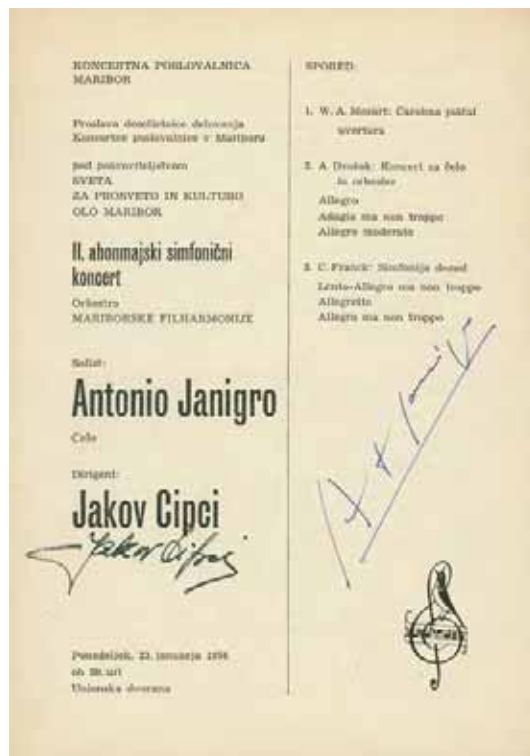 KONCERTNA POSLOVALNICA
MARIBOR
Proslava desetletnice delovanja
Koncertne poslovalnice v Mariboru
pod pokroviteljstvom
SVETA
ZA PROSVETO IN KULTURO
OLO MARIBOR
II. abonmajski simfonični
koncert
Orkester
MARIBORSKE FILHARMONIJE
Solist:
Antonio Janigro
Čelo
Dirigent:
Jakov Cipci
Jakov Cipci
Ponedeljek, 23. januarja 1956
ob 20. uri
Unionska dvorana
SPORED:
1. W. A. Mozart: Čarobna piščal
uvertura
2. A. Dvořak: Koncert za čelo
in orkester
Allegro
Adagio ma non troppo
Allegro moderato
3. C. Franck: Simfonija d-mol
Lento-Allegro ma non troppo
Allegretto
Allegro ma non troppo